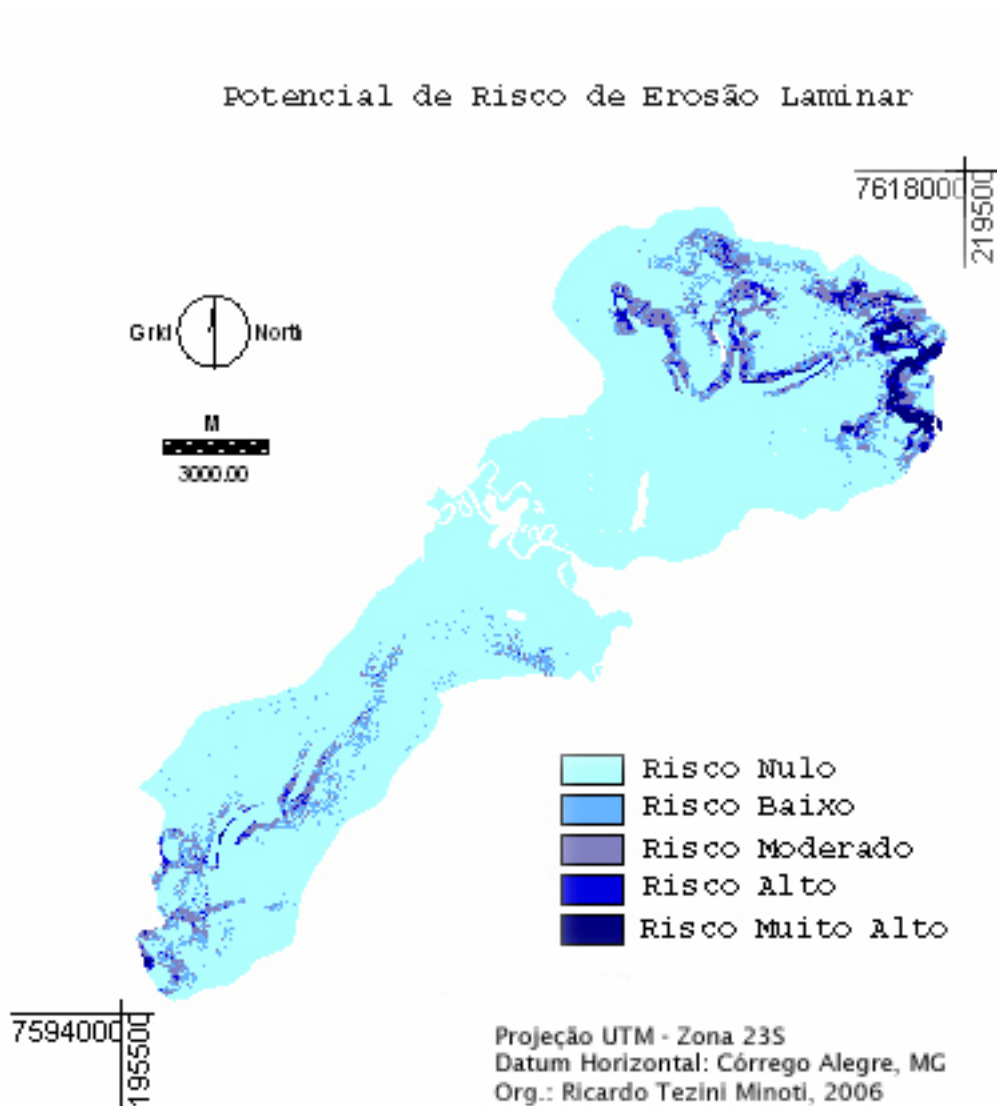 Potencial de Risco de Erosão Laminar
7618000
219500
Grid North
M
3000.00
Risco Nulo
Risco Baixo
Risco Moderado
Risco Alto
Risco Muito Alto
7594000
195500
Projeção UTM - Zona 23S
Datum Horizontal: Córrego Alegre, MG
Org.: Ricardo Tezini Minoti, 2006